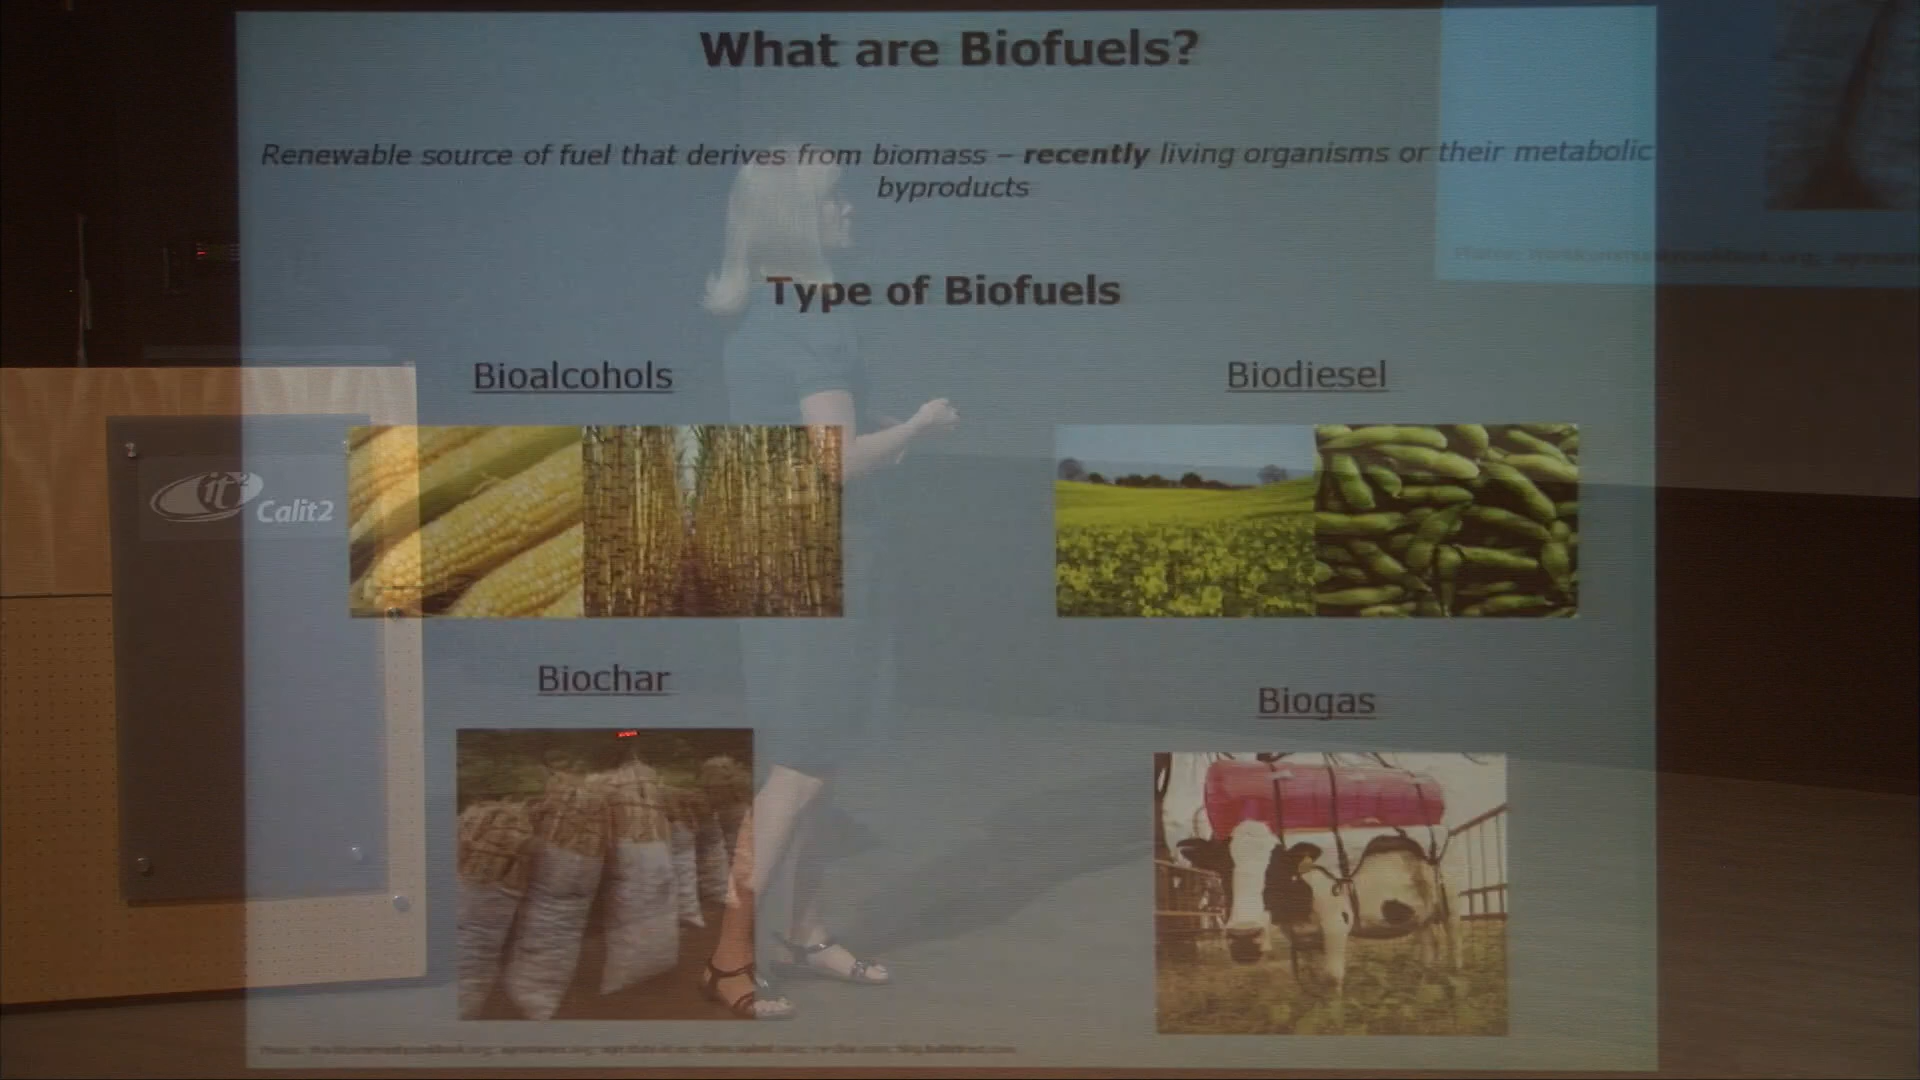 What are Biofuels?
Renewable source of fuel that derives from biomass – recently living organisms or their metabolic
byproducts
Type of Biofuels
Bioalcohols
Biodiesel
Calit2
Biochar
Biogas